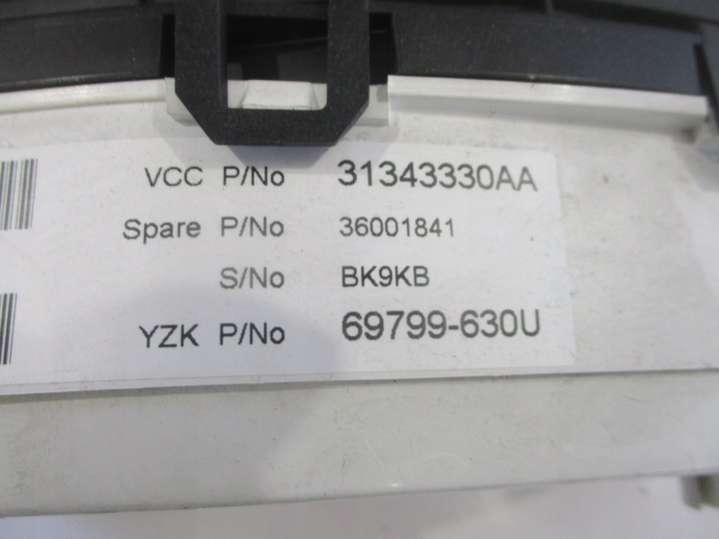 VCC P/No 31343330AA
Spare P/No 36001841
S/No BK9KB
YZK P/No 69799-630U